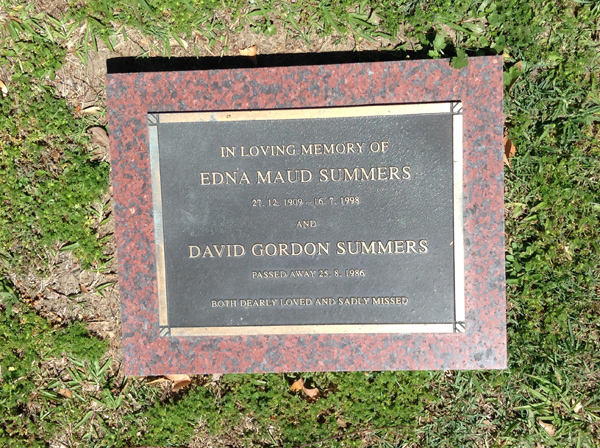 IN LOVING MEMORY OF
EDNA MAUD SUMMERS
27. 12. 1909 - 16. 7. 1998
AND
DAVID GORDON SUMMERS
PASSED AWAY 25. 8. 1986
BOTH DEARLY LOVED AND SADLY MISSED